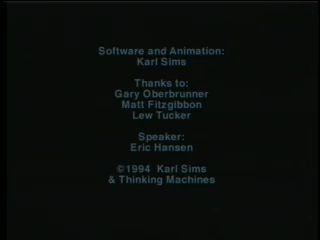 Software and Animation:
Karl Sims
Thanks to:
Gary Oberbrunner
Matt Fitzgibbon
Lew Tucker
Speaker:
Eric Hansen
©1994 Karl Sims
& Thinking Machines